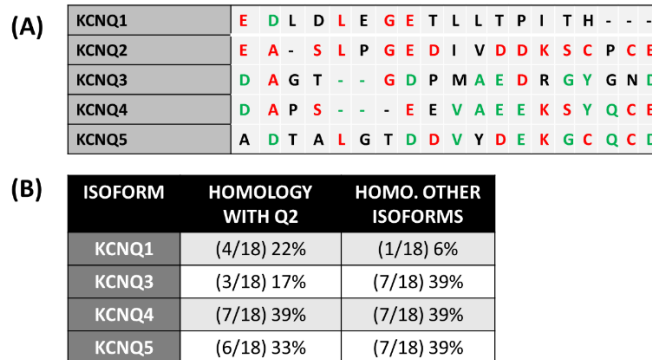 (A)
KCNQ1 E D L D L E G E T L L T P I T H - - -
KCNQ2 E A - S L P G E D I V D D K S C P C E
KCNQ3 D A G T - - G D P M A E D R G Y G N D
KCNQ4 D A P S - - - E E V A E E K S Y Q C E
KCNQ5 A D T A L G T D D V Y D E K G C Q C D
(B)
ISOFORM HOMOLOGY WITH Q2 HOMO. OTHER ISOFORMS
KCNQ1 (4/18) 22% (1/18) 6%
KCNQ3 (3/18) 17% (7/18) 39%
KCNQ4 (7/18) 39% (7/18) 39%
KCNQ5 (6/18) 33% (7/18) 39%